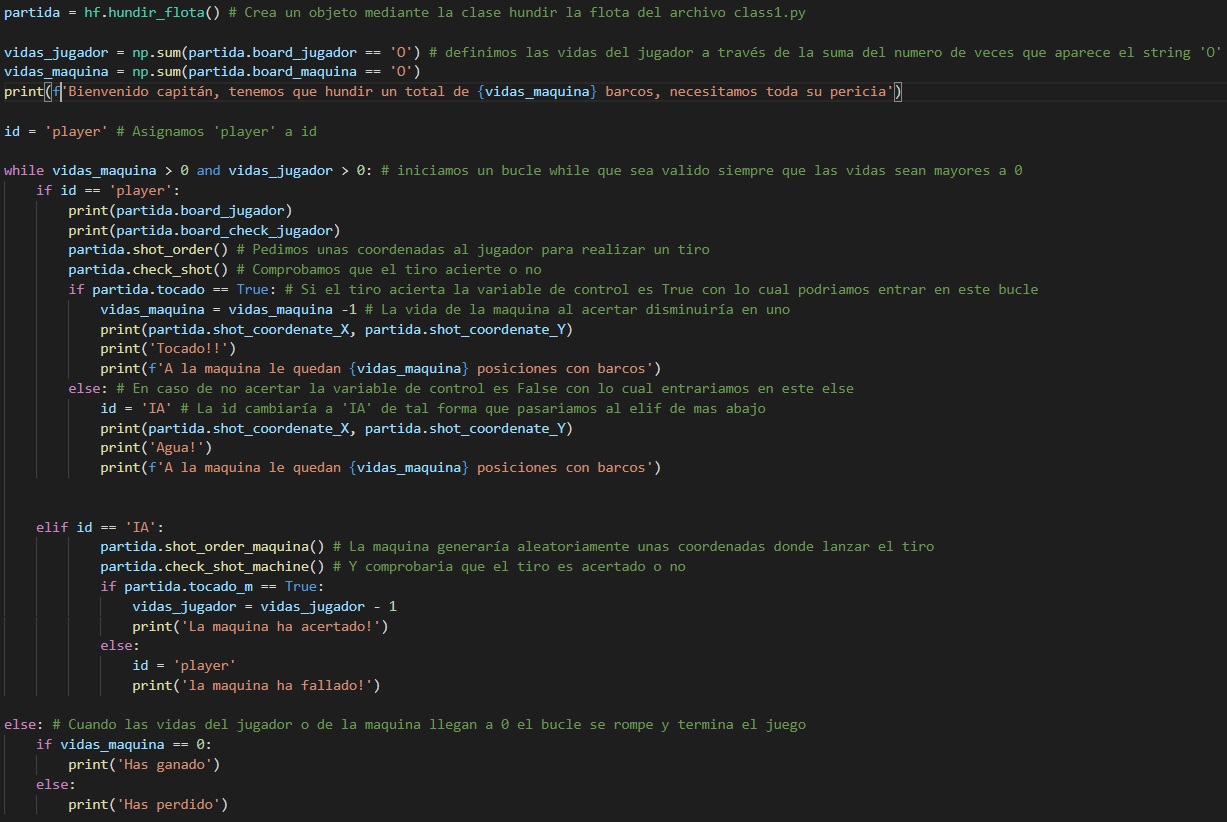 partida = hf.hundir_flota() # Crea un objeto mediante la clase hundir la flota del archivo class1.py
vidas_jugador = np.sum(partida.board_jugador == 'O') # definimos las vidas del jugador a través de la suma del numero de veces que aparece el string 'O'
vidas_maquina = np.sum(partida.board_maquina == 'O')
print(f'Bienvenido capitán, tenemos que hundir un total de {vidas_maquina} barcos, necesitamos toda su pericia')
id = 'player' # Asignamos 'player' a id
while vidas_maquina > 0 and vidas_jugador > 0: # iniciamos un bucle while que sea valido siempre que las vidas sean mayores a 0
    if id == 'player':
        print(partida.board_jugador)
        print(partida.board_check_jugador)
        partida.shot_order() # Pedimos unas coordenadas al jugador para realizar un tiro
        partida.check_shot() # Comprobamos que el tiro acierte o no
        if partida.tocado == True: # Si el tiro acierta la variable de control es True con lo cual podriamos entrar en este bucle
            vidas_maquina = vidas_maquina -1 # La vida de la maquina al acertar disminuiría en uno
            print(partida.shot_coordenate_X, partida.shot_coordenate_Y)
            print('Tocado!!')
            print(f'A la maquina le quedan {vidas_maquina} posiciones con barcos')
        else: # En caso de no acertar la variable de control es False con lo cual entrariamos en este else
            id = 'IA' # La id cambiaría a 'IA' de tal forma que pasariamos al elif de mas abajo
            print(partida.shot_coordenate_X, partida.shot_coordenate_Y)
            print('Agua!')
            print(f'A la maquina le quedan {vidas_maquina} posiciones con barcos')
    elif id == 'IA':
            partida.shot_order_maquina() # La maquina generaría aleatoriamente unas coordenadas donde lanzar el tiro
            partida.check_shot_machine() # Y comprobaria que el tiro es acertado o no
            if partida.tocado_m == True:
                vidas_jugador = vidas_jugador - 1
                print('La maquina ha acertado!')
            else:
                id = 'player'
                print('la maquina ha fallado!')
else: # Cuando las vidas del jugador o de la maquina llegan a 0 el bucle se rompe y termina el juego
    if vidas_maquina == 0:
        print('Has ganado')
    else:
        print('Has perdido')